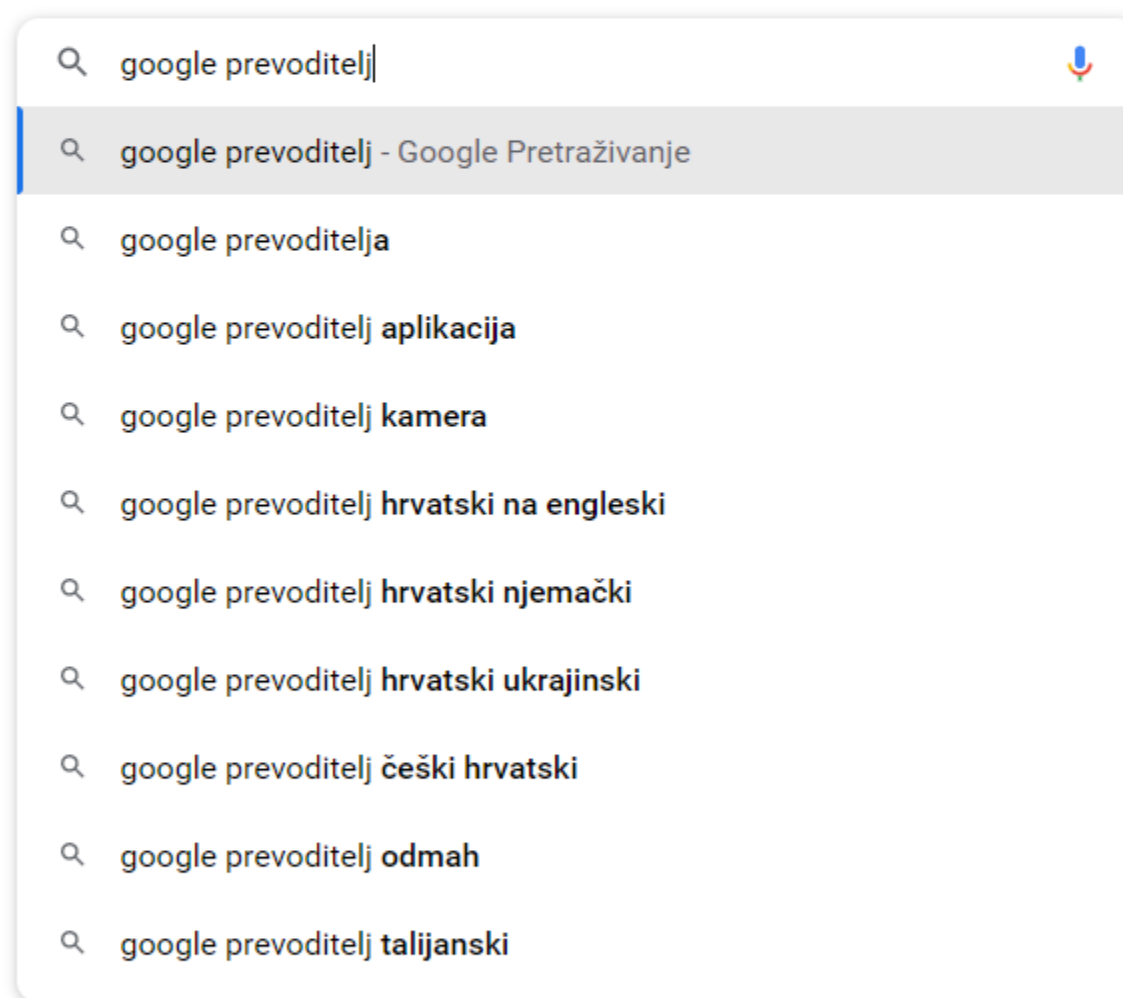 google prevoditelj
google prevoditelj - Google Pretraživanje
google prevoditelja
google prevoditelj aplikacija
google prevoditelj kamera
google prevoditelj hrvatski na engleski
google prevoditelj hrvatski njemački
google prevoditelj hrvatski ukrajinski
google prevoditelj češki hrvatski
google prevoditelj odmah
google prevoditelj talijanski